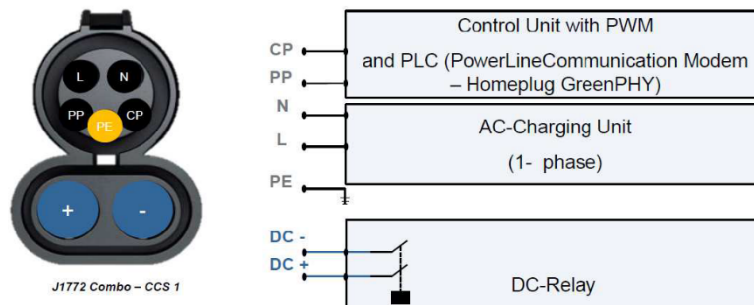 L N
PP PE CP
+ -
J1772 Combo – CCS 1
CP
PP
N
L
PE
DC -
DC +
Control Unit with PWM
and PLC (PowerLineCommunication Modem
– Homeplug GreenPHY)
AC-Charging Unit
(1- phase)
DC-Relay